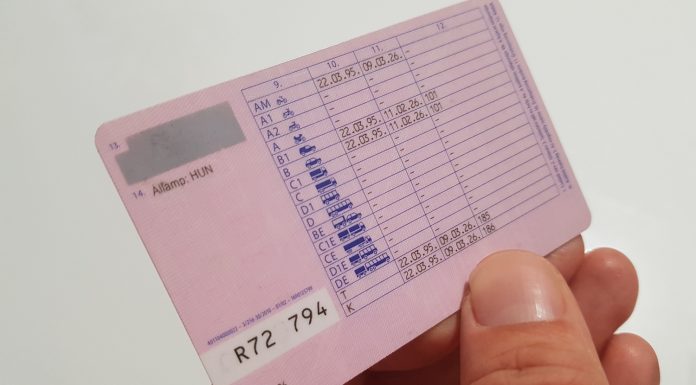 9. 10. 11. 12.
AM 22.03.95. 09.03.26. -
A1 - - -
A2 - - -
A - - -
B1 22.03.95. 11.02.26. 101
B 22.03.95. 11.02.26. 101
C1 - - -
C - - -
D1 - - -
D - - -
BE - - -
C1E - - -
CE - - -
D1E - - -
DE - - -
T 22.03.95. 09.03.26. 185
K 22.03.95. 09.03.26. 186
13.
14. Államp: HUN
R72 794